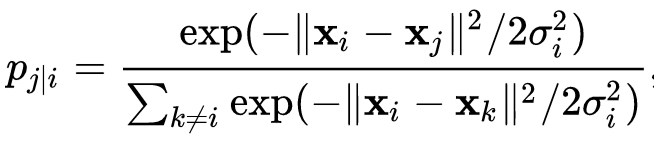 p_{j|i} = \frac{\exp(-\|\mathbf{x}_i - \mathbf{x}_j\|^2 / 2\sigma_i^2)}{\sum_{k \neq i} \exp(-\|\mathbf{x}_i - \mathbf{x}_k\|^2 / 2\sigma_i^2)},